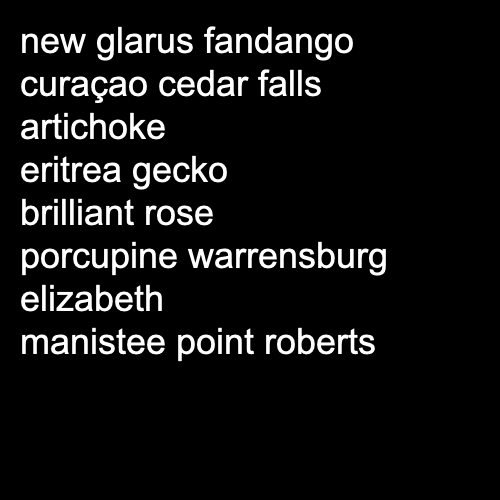 new glarus fandango
curaçao cedar falls
artichoke
eritrea gecko
brilliant rose
porcupine warrensburg
elizabeth
manistee point roberts